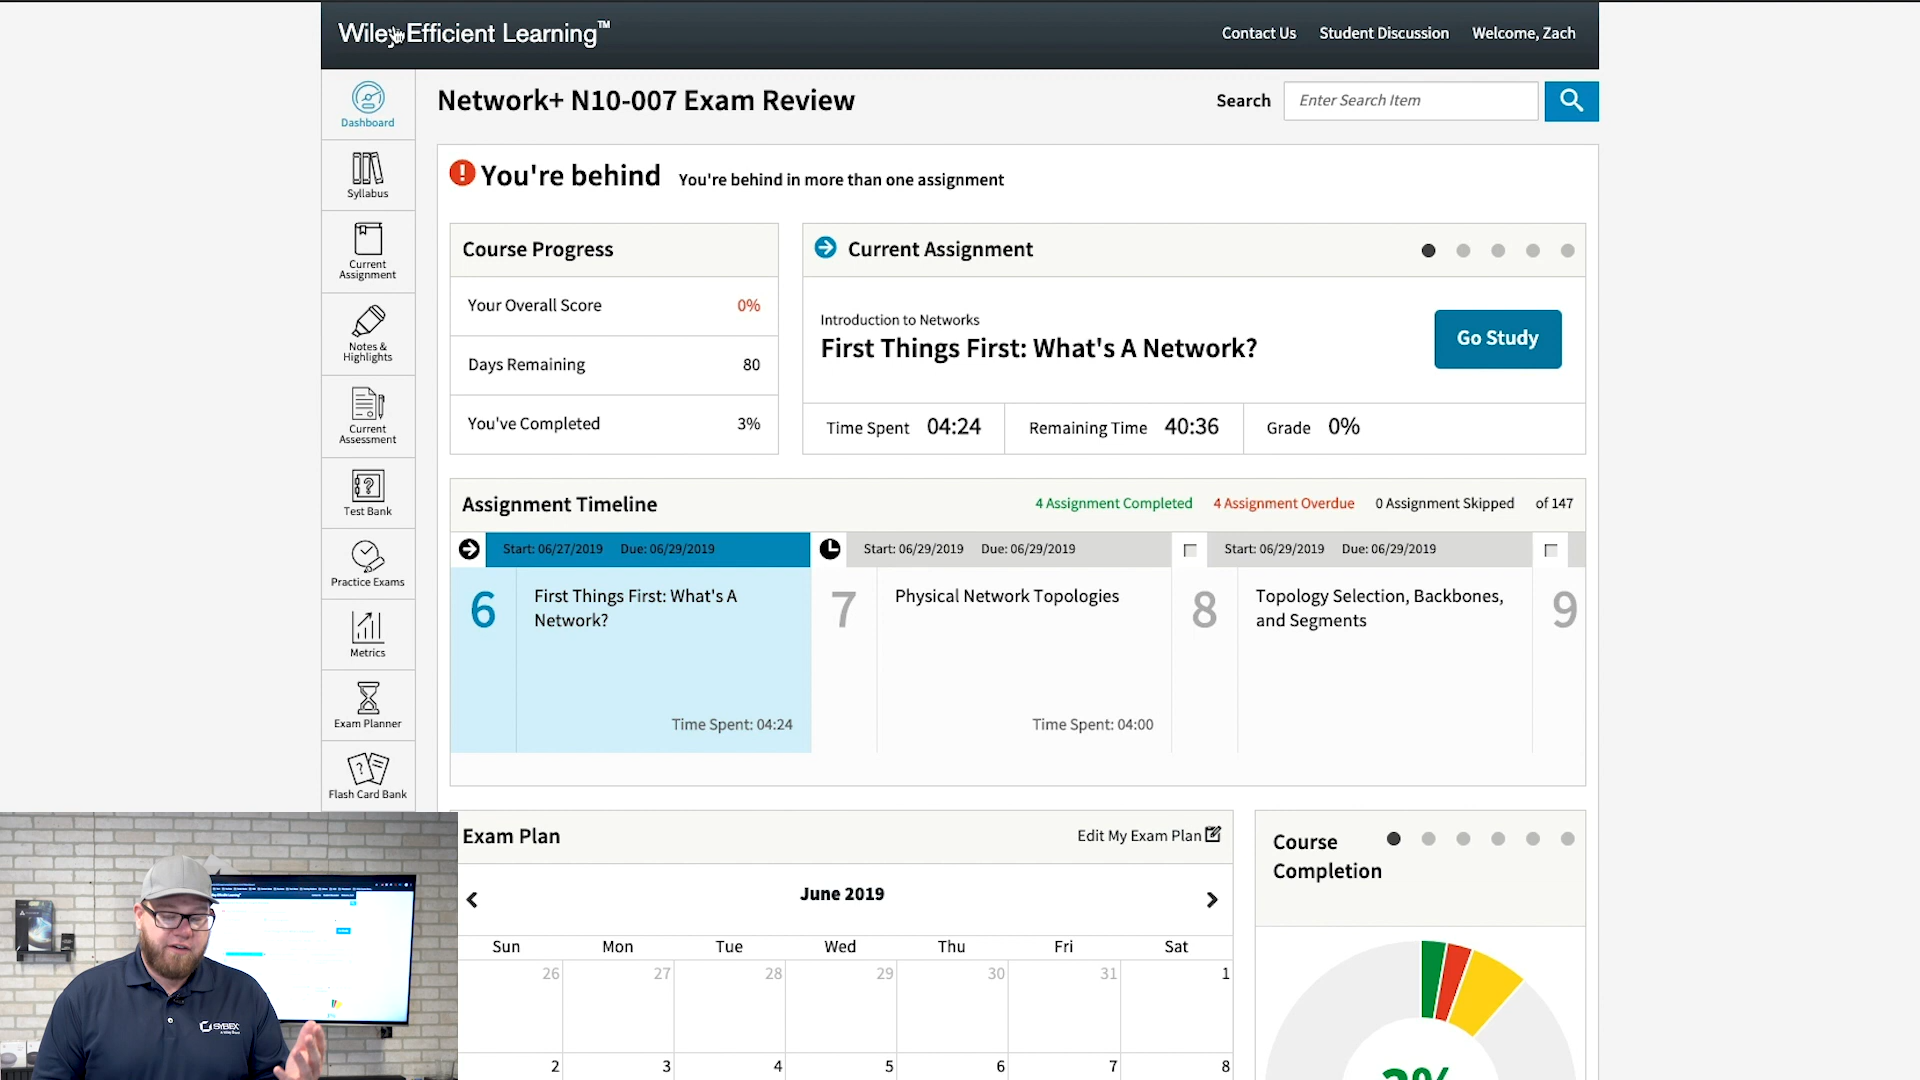 Wiley Efficient Learning™
Contact Us Student Discussion Welcome, Zach
Network+ N10-007 Exam Review
Search Enter Search Item
Dashboard
Syllabus
Current
Assignment
Notes &
Highlights
Current
Assessment
Test Bank
Practice Exams
Metrics
Exam Planner
Flash Card Bank
You're behind You're behind in more than one assignment
Course Progress
Your Overall Score 0%
Days Remaining 80
You've Completed 3%
Current Assignment
Introduction to Networks
First Things First: What's A Network?
Go Study
Time Spent 04:24 Remaining Time 40:36 Grade 0%
Assignment Timeline
4 Assignment Completed 4 Assignment Overdue 0 Assignment Skipped of 147
Start: 06/27/2019 Due: 06/29/2019
6
First Things First: What's A
Network?
Time Spent: 04:24
Start: 06/29/2019 Due: 06/29/2019
7
Physical Network Topologies
Time Spent: 04:00
Start: 06/29/2019 Due: 06/29/2019
8
Topology Selection, Backbones,
and Segments
9
Exam Plan
Edit My Exam Plan
June 2019
Sun Mon Tue Wed Thu Fri Sat
26 27 28 29 30 31 1
2 3 4 5 6 7 8
Course
Completion
3%
SYBEX